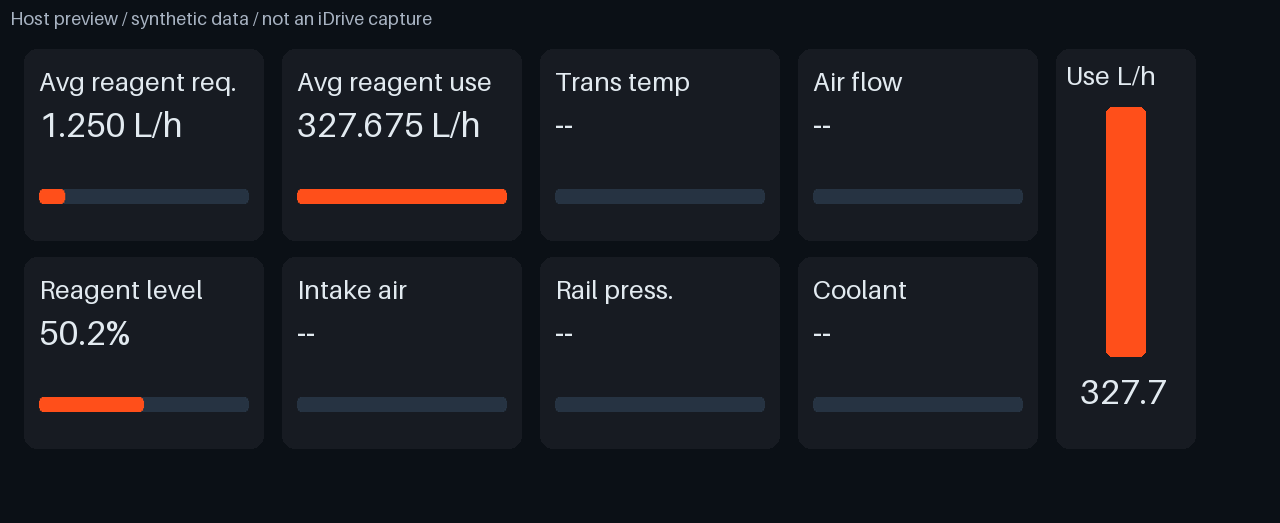 Host preview / synthetic data / not an iDrive capture
Avg reagent req.
1.250 L/h
Avg reagent use
327.675 L/h
Trans temp
--
Air flow
--
Use L/h
327.7
Reagent level
50.2%
Intake air
--
Rail press.
--
Coolant
--